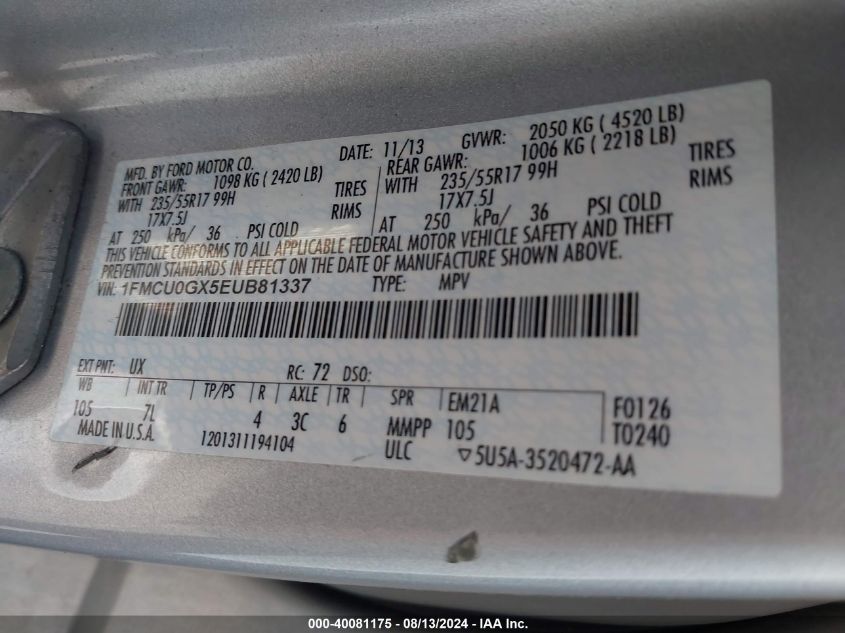 MFD. BY FORD MOTOR CO. DATE: 11/13 GVWR: 2050 KG ( 4520 LB)
FRONT GAWR: 1098 KG ( 2420 LB) REAR GAWR: 1006 KG ( 2218 LB)
WITH 235/55R17 99H TIRES WITH 235/55R17 99H TIRES
17X7.5J RIMS 17X7.5J RIMS
AT 250 kPa/ 36 PSI COLD AT 250 kPa/ 36 PSI COLD
THIS VEHICLE CONFORMS TO ALL APPLICABLE FEDERAL MOTOR VEHICLE SAFETY AND THEFT
PREVENTION STANDARDS IN EFFECT ON THE DATE OF MANUFACTURE SHOWN ABOVE.
VIN: 1FMCU0GX5EUB81337 TYPE: MPV
EXT PNT: UX RC: 72 DSO:
WB INT TR TP/PS R AXLE TR SPR EM21A F0126
105 7L 4 3C 6 MMPP 105 T0240
MADE IN U.S.A. 1201311194104 ULC ▽5U5A-3520472-AA
000-40081175 - 08/13/2024 - IAA Inc.